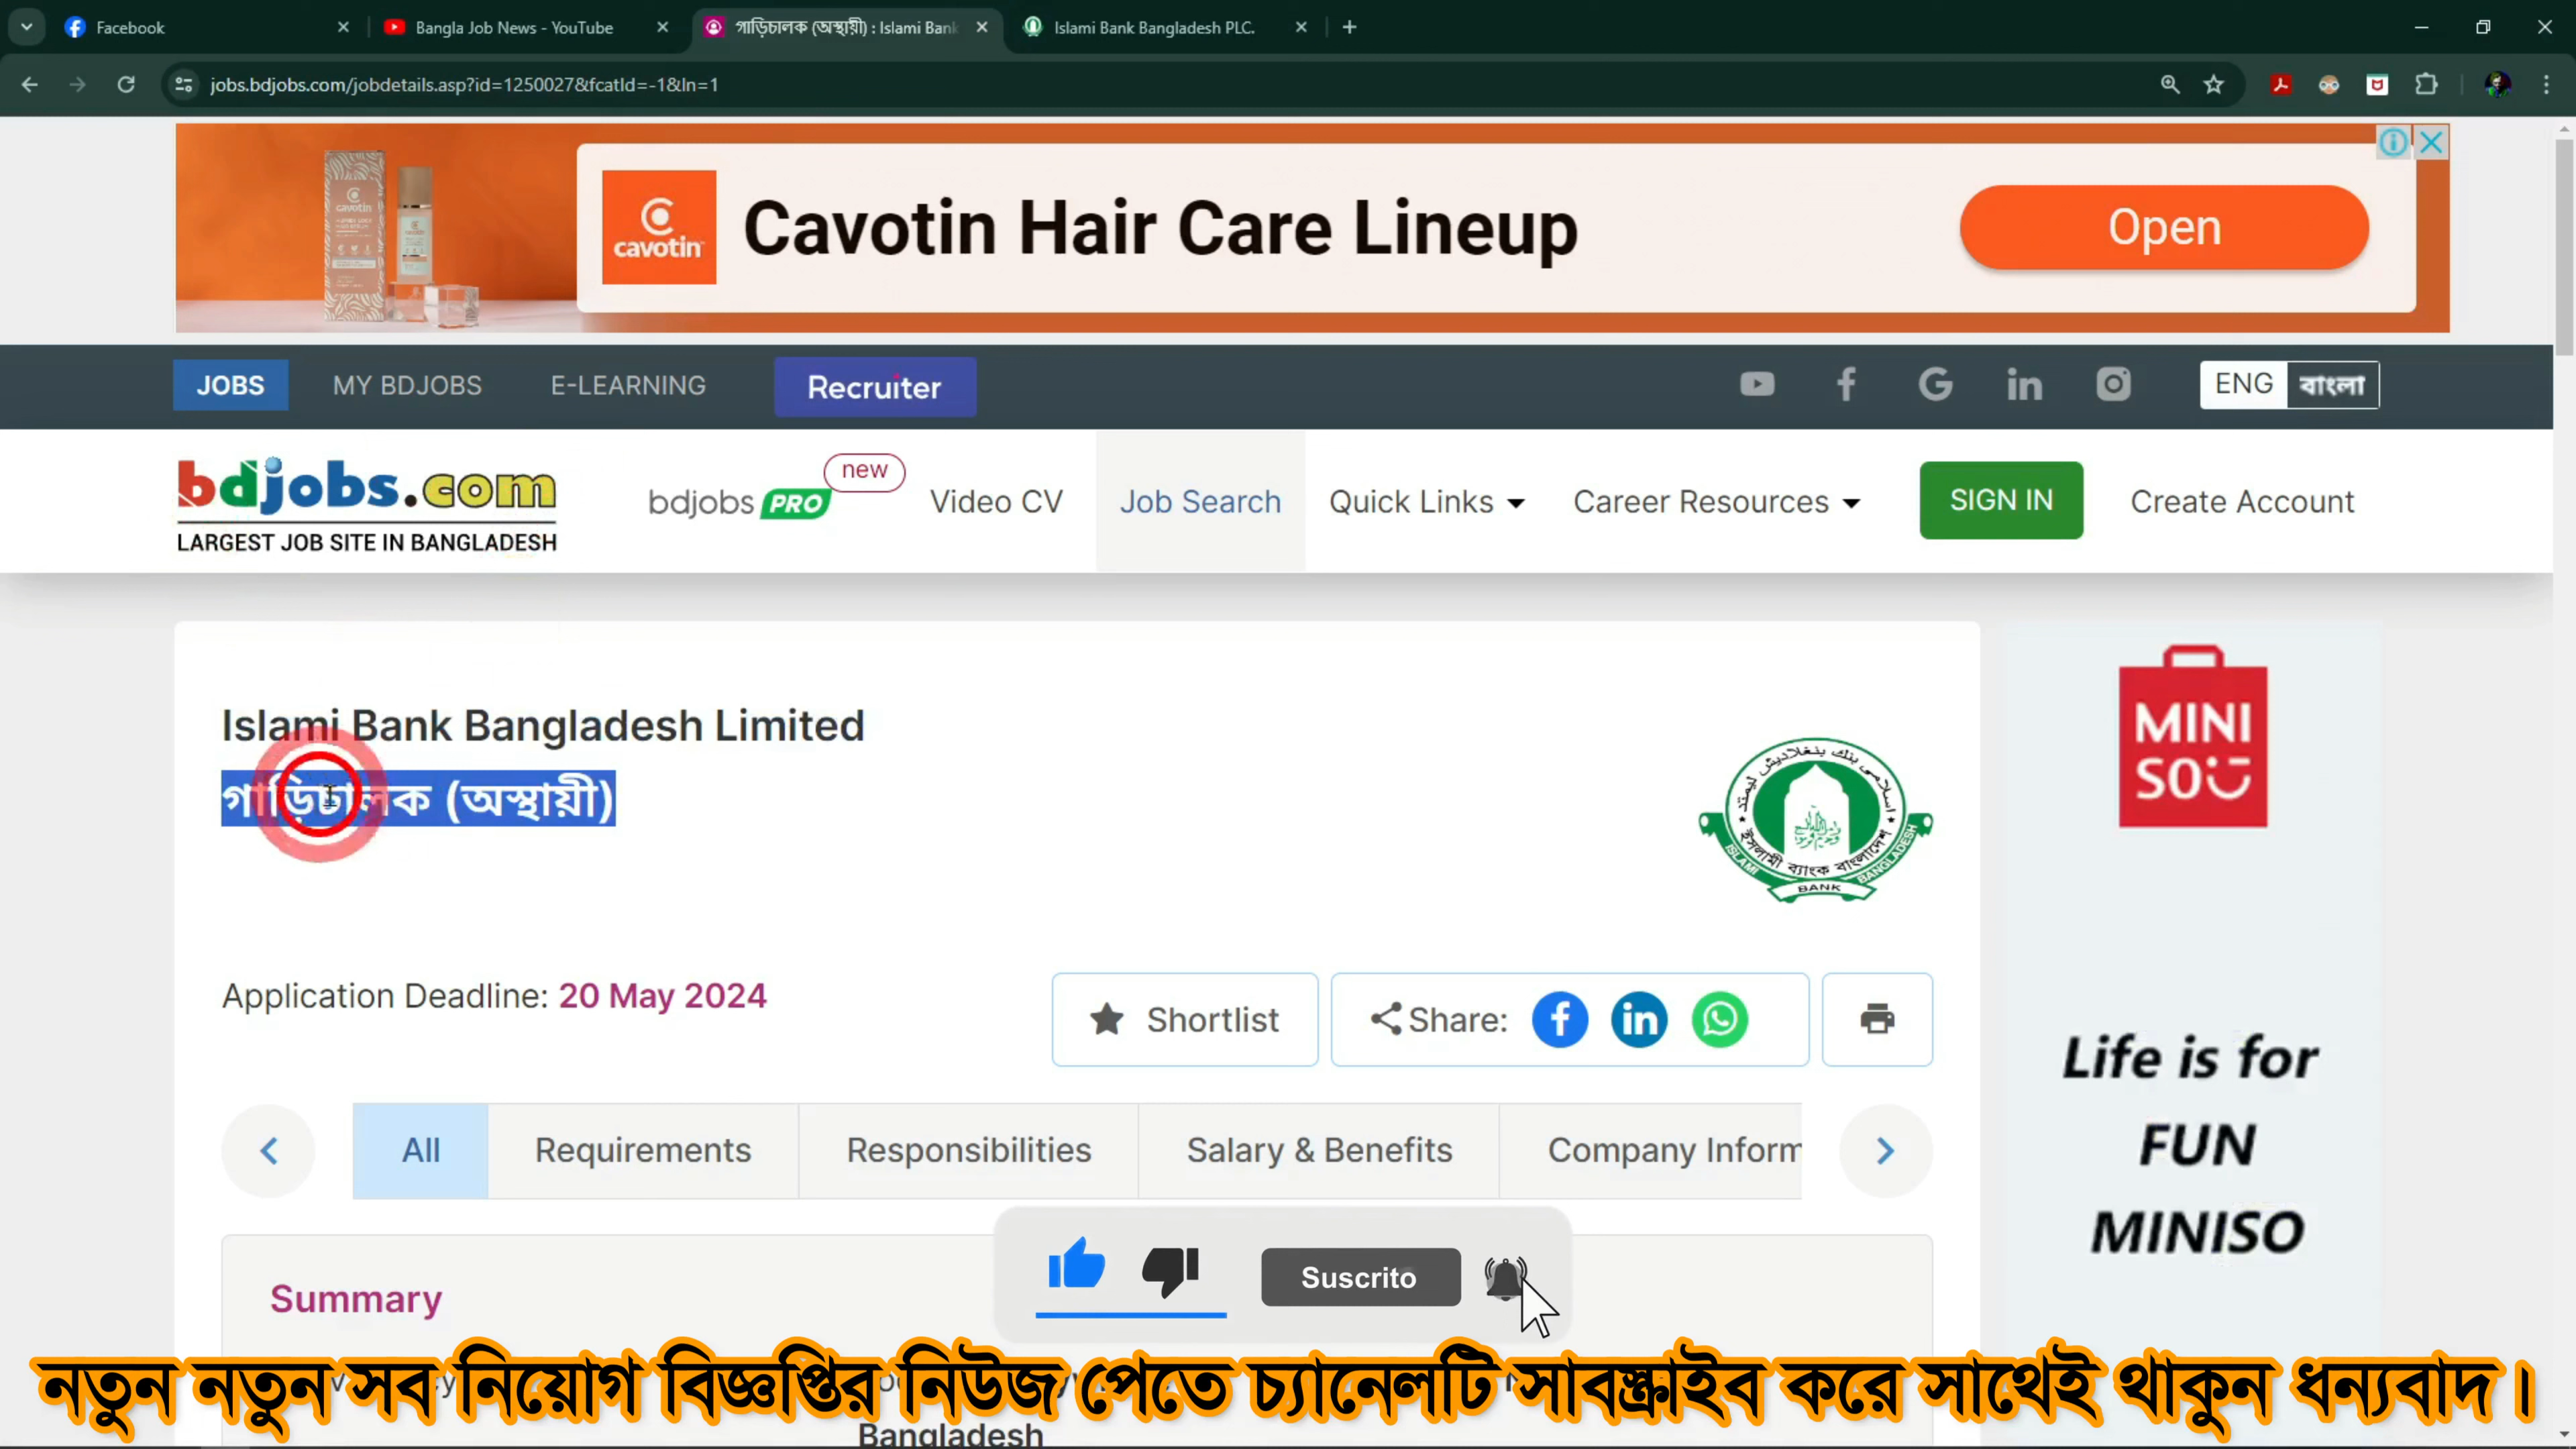 Facebook
Bangla Job News - YouTube
গাড়িচালক (অস্থায়ী) : Islami Bank
Islami Bank Bangladesh PLC.
jobs.bdjobs.com/jobdetails.asp?id=1250027&fcatId=-1&ln=1
cavotin
Cavotin Hair Care Lineup
Open
JOBS
MY BDJOBS
E-LEARNING
Recruiter
ENG
বাংলা
bdjobs.com
LARGEST JOB SITE IN BANGLADESH
bdjobs PRO
new
Video CV
Job Search
Quick Links
Career Resources
SIGN IN
Create Account
Islami Bank Bangladesh Limited
গাড়িচালক (অস্থায়ী)
ইসলামী ব্যাংক বাংলাদেশ
ISLAMI BANK BANGLADESH
MINI
SO
Application Deadline: 20 May 2024
Shortlist
Share:
All
Requirements
Responsibilities
Salary & Benefits
Company Inform
Life is for
FUN
MINISO
Suscrito
Summary
নতুন নতুন সব নিয়োগ বিজ্ঞপ্তির নিউজ পেতে চ্যানেলটি সাবস্ক্রাইব করে সাথেই থাকুন ধন্যবাদ।
Bangladesh